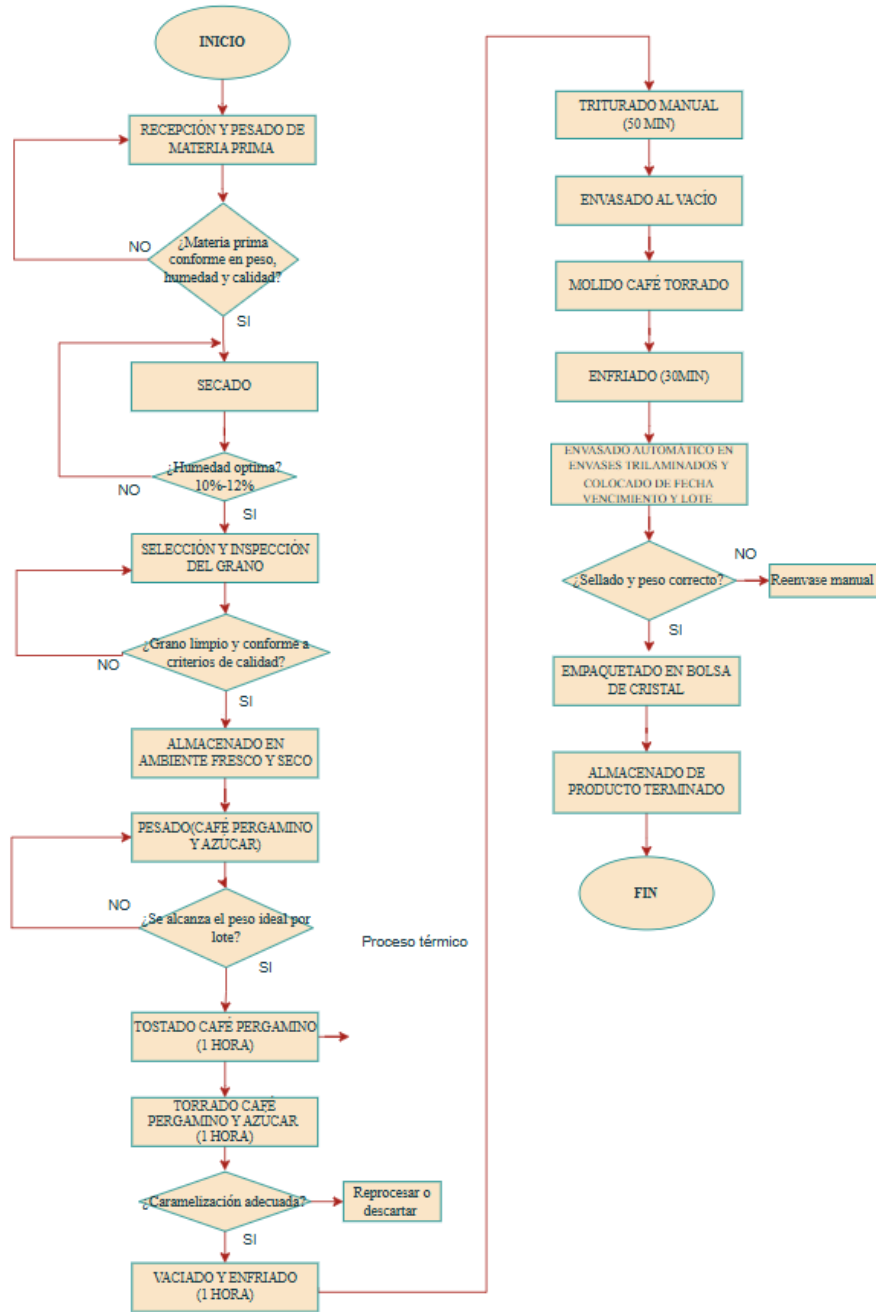 INICIO
RECEPCIÓN Y PESADO DE
MATERIA PRIMA
¿Materia prima
conforme en peso,
humedad y calidad?
NO
SI
SECADO
¿Humedad optima?
10%-12%
NO
SI
SELECCIÓN Y INSPECCIÓN
DEL GRANO
¿Grano limpio y conforme a
criterios de calidad?
NO
SI
ALMACENADO EN
AMBIENTE FRESCO Y SECO
PESADO(CAFÉ PERGAMINO
Y AZÚCAR)
¿Se alcanza el peso ideal por
lote?
NO
SI
Proceso térmico
TOSTADO CAFÉ PERGAMINO
(1 HORA)
TORRADO CAFÉ
PERGAMINO Y AZÚCAR
(1 HORA)
¿Caramelización adecuada?
Reprocesar o
descartar
SI
VACIADO Y ENFRIADO
(1 HORA)
TRITURADO MANUAL
(50 MIN)
ENVASADO AL VACÍO
MOLIDO CAFÉ TORRADO
ENFRIADO (30MIN)
ENVASADO AUTOMÁTICO EN
ENVASES TRILAMINADOS Y
COLOCADO DE FECHA
VENCIMIENTO Y LOTE
¿Sellado y peso correcto?
NO
Reenvase manual
SI
EMPAQUETADO EN BOLSA
DE CRISTAL
ALMACENADO DE
PRODUCTO TERMINADO
FIN